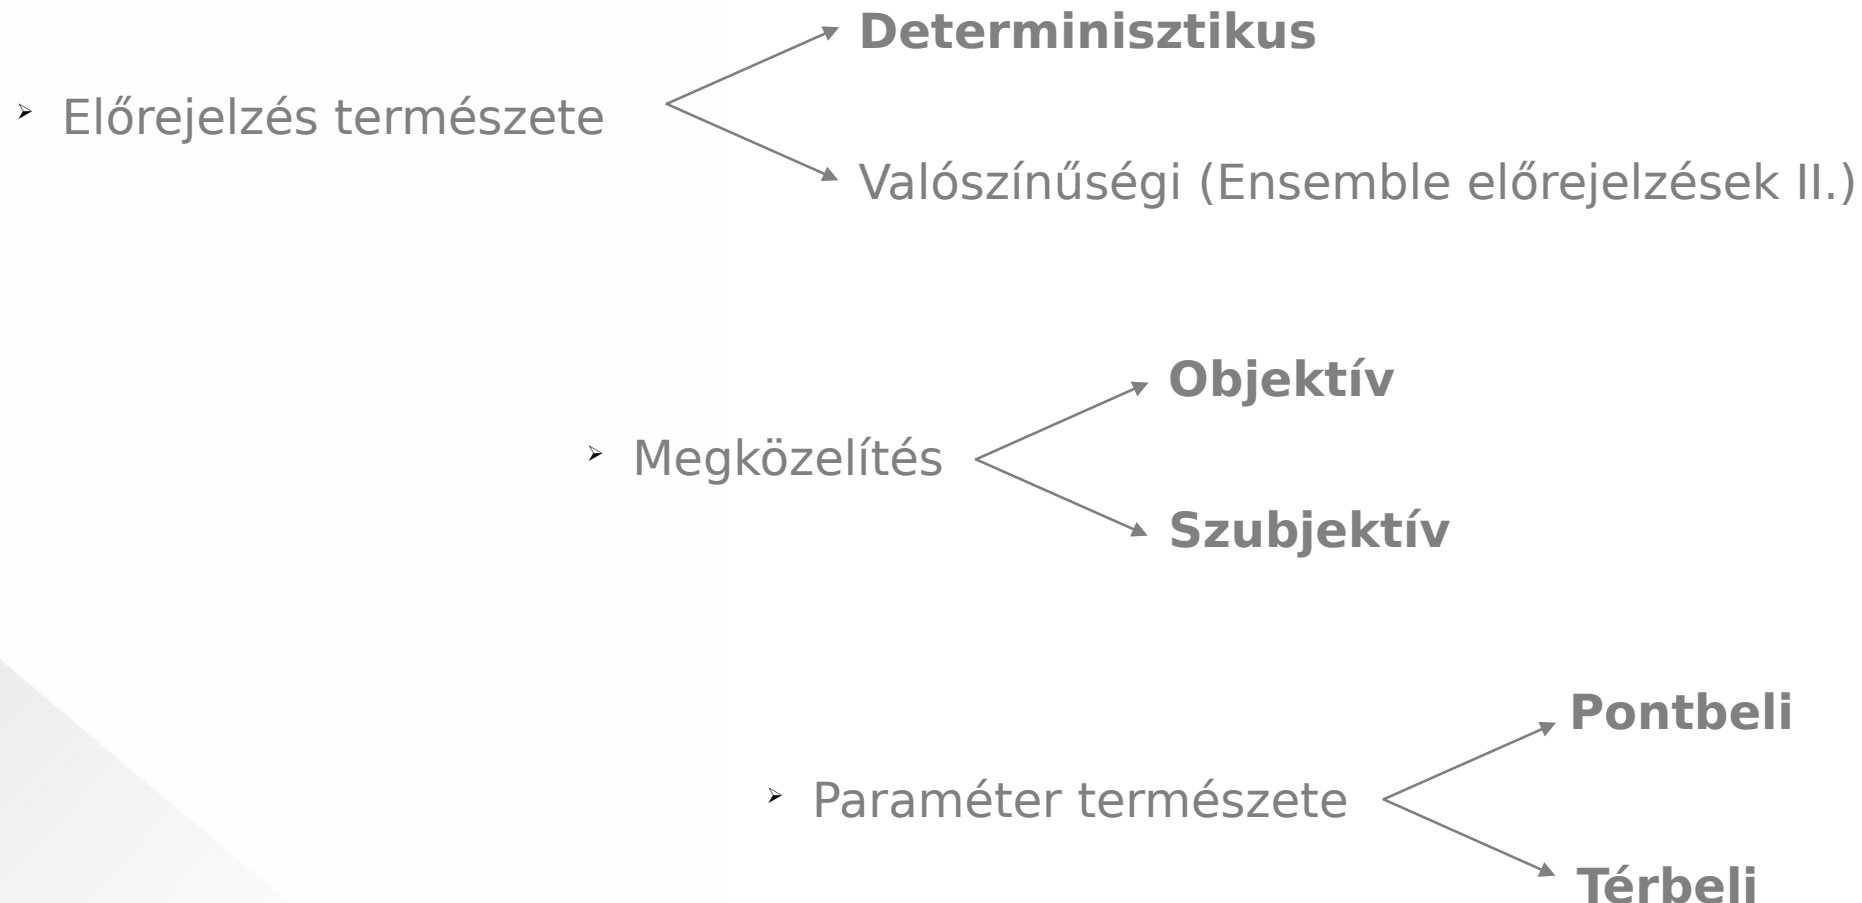 Determinisztikus
Előrejelzés természete
Valószínűségi (Ensemble előrejelzések II.)
Objektív
Megközelítés
Szubjektív
Pontbeli
Paraméter természete
Térbeli